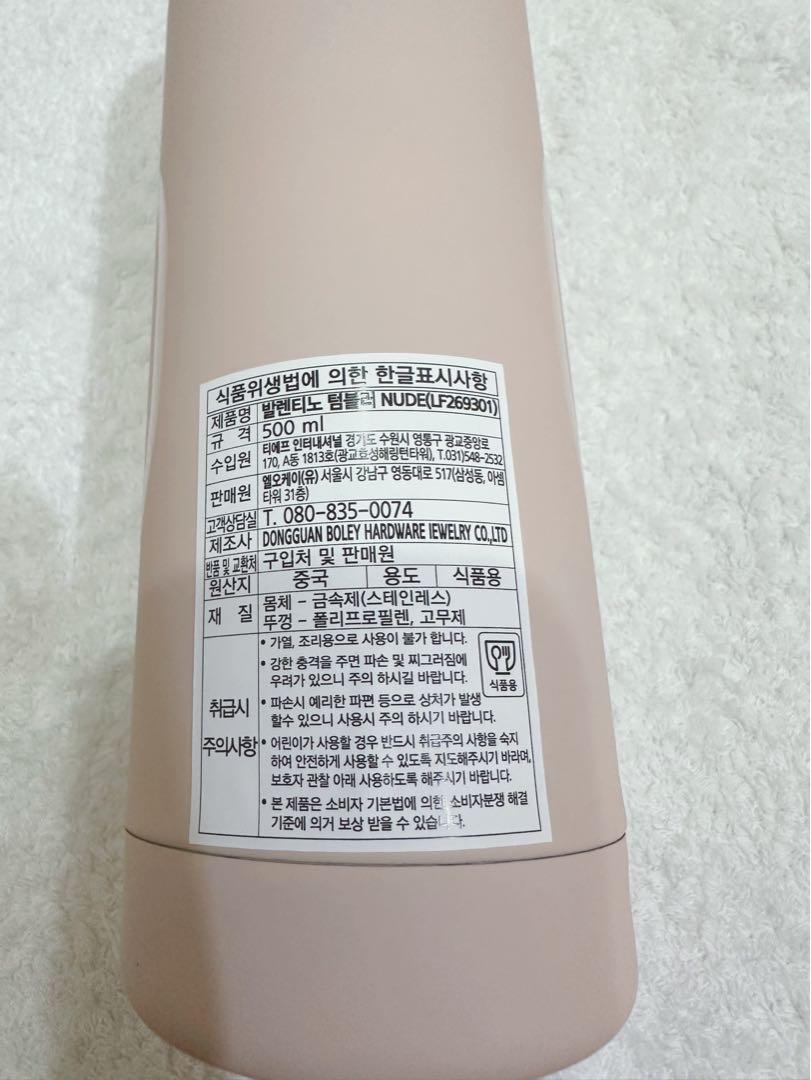 식품위생법에 의한 한글표시사항
제품명 발렌티노 텀블러 NUDE(LF269301)
규 격 500 ml
수입원 티에프 인터내셔널 경기도 수원시 영통구 광교중앙로
170, A동 1813호(광교효성해링턴타워), T.031)548-2532
판매원 엘오케이(유) 서울시 강남구 영동대로 517(삼성동, 아셈
타워 31층)
고객상담실 T. 080-835-0074
제조사 DONGGUAN BOLEY HARDWARE IEWELRY CO.,LTD
반품 및 교환처 구입처 및 판매원
원산지 중국 용도 식품용
재 질 몸체 - 금속제(스테인레스)
뚜껑 - 폴리프로필렌, 고무제
취급시
주의사항
• 가열, 조리용으로 사용이 불가 합니다.
• 강한 충격을 주면 파손 및 찌그러짐에
우려가 있으니 주의 하시길 바랍니다.
식품용
• 파손시 예리한 파편 등으로 상처가 발생
할수 있으니 사용시 주의 하시기 바랍니다.
• 어린이가 사용할 경우 반드시 취급주의 사항을 숙지
하여 안전하게 사용할 수 있도톡 지도해주시기 바라며,
보호자 관찰 아래 사용하도록 해주시기 바랍니다.
• 본 제품은 소비자 기본법에 의한 소비자분쟁 해결
기준에 의거 보상 받을 수 있습니다.